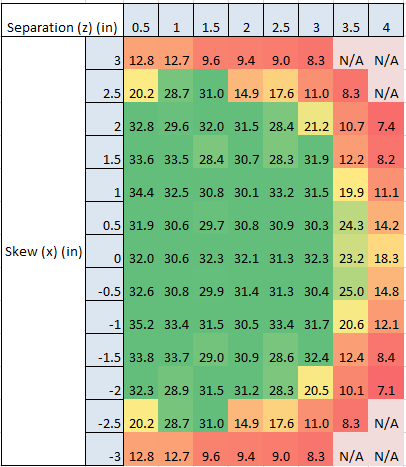 Separation (z) (in) 0.5 1 1.5 2 2.5 3 3.5 4
3 12.8 12.7 9.6 9.4 9.0 8.3 N/A N/A
2.5 20.2 28.7 31.0 14.9 17.6 11.0 8.3 N/A
2 32.8 29.6 32.0 31.5 28.4 21.2 10.7 7.4
1.5 33.6 33.5 28.4 30.7 28.3 31.9 12.2 8.2
1 34.4 32.5 30.8 30.1 33.2 31.5 19.9 11.1
0.5 31.9 30.6 29.7 30.8 30.9 30.3 24.3 14.2
Skew (x) (in) 0 32.0 30.6 32.3 32.1 31.3 32.3 23.2 18.3
-0.5 32.6 30.8 29.9 31.4 31.3 30.4 25.0 14.8
-1 35.2 33.4 31.5 30.5 33.4 31.7 20.6 12.1
-1.5 33.8 33.7 29.0 30.9 28.6 32.4 12.4 8.4
-2 32.3 28.9 31.5 31.2 28.3 20.5 10.1 7.1
-2.5 20.2 28.7 31.0 14.9 17.6 11.0 8.3 N/A
-3 12.8 12.7 9.6 9.4 9.0 8.3 N/A N/A